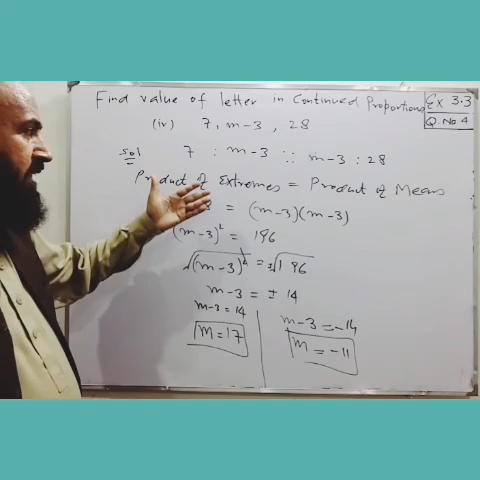 Find value of letter in Continued Proportions
Ex 3.3
Q.No 4
(iv) 7, m-3, 28
Sol
7 : m-3 :: m-3 : 28
Product of Extremes = Product of Means
= (m-3)(m-3)
(m-3)² = 196
√(m-3)² = ±√196
m-3 = ± 14
m-3 = 14
m = 17
m-3 = -14
m = -11